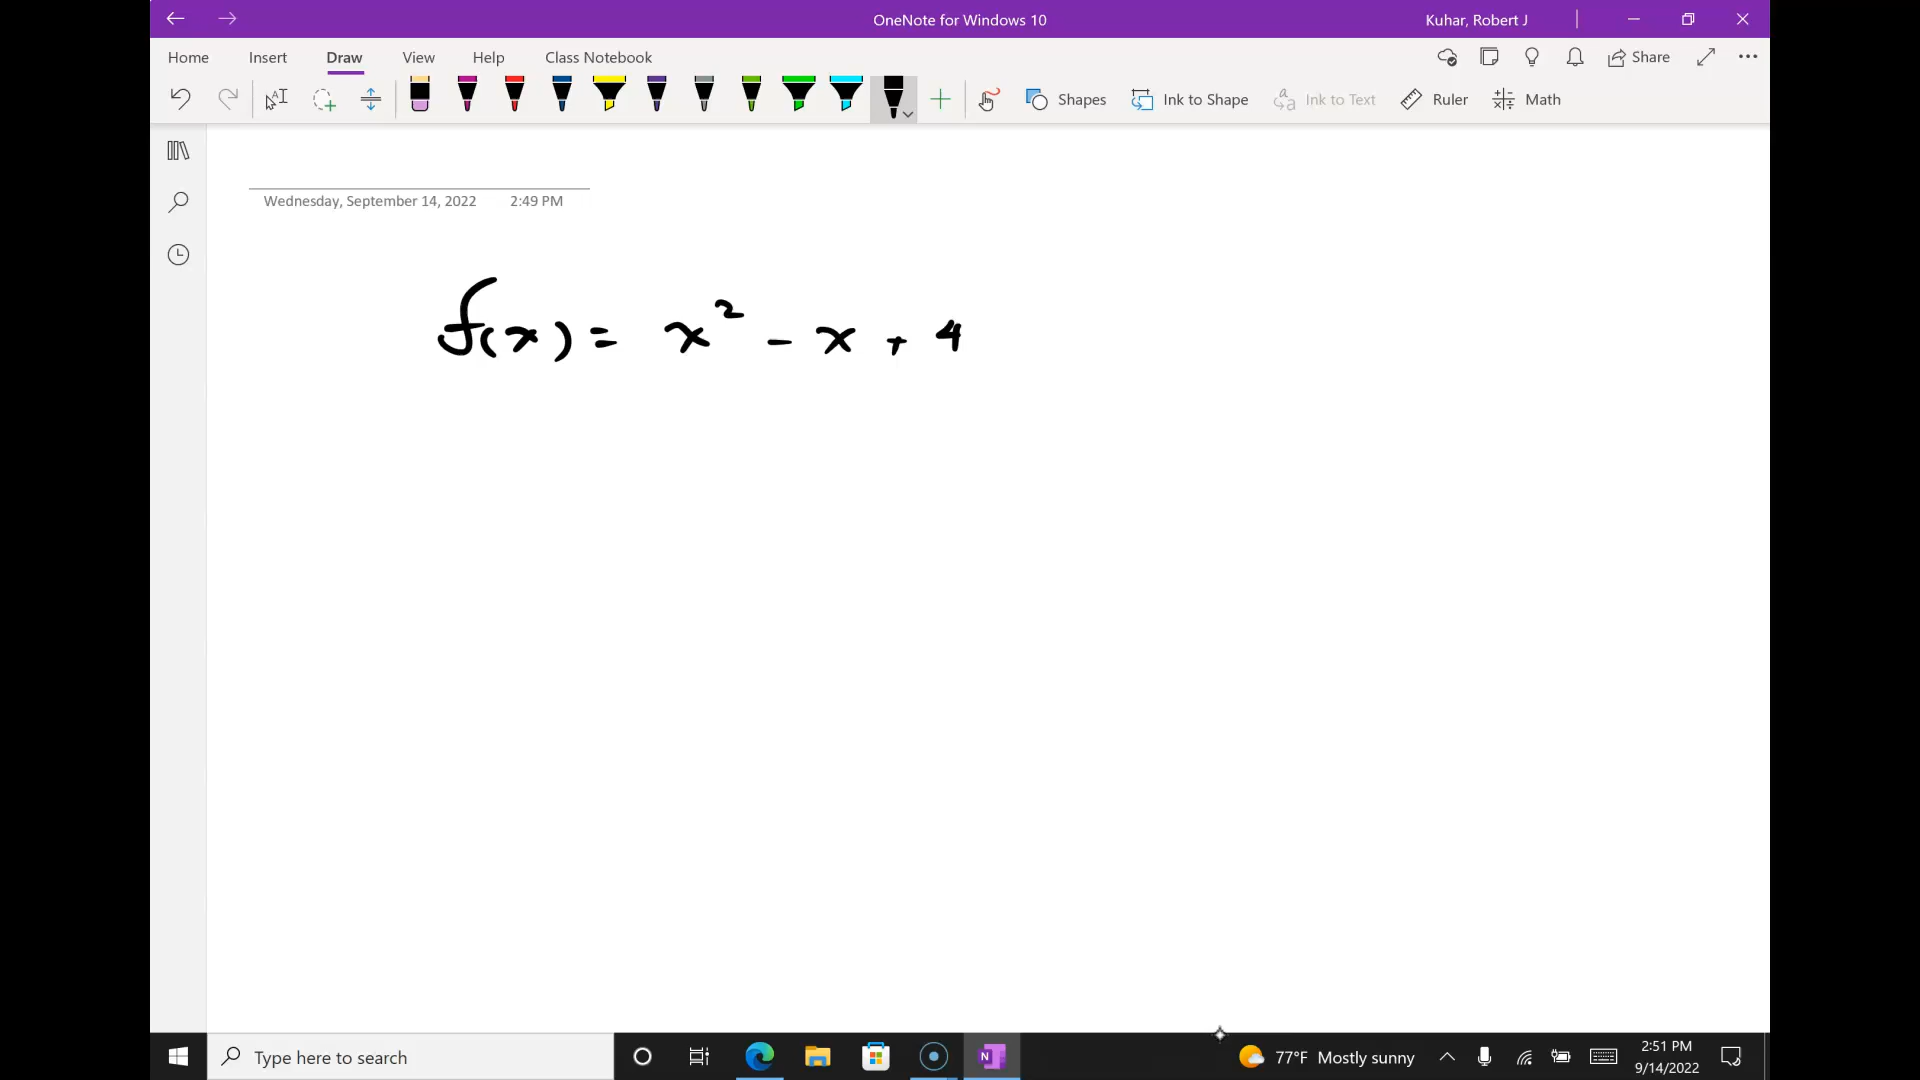 OneNote for Windows 10
Kuhar, Robert J
Home Insert Draw View Help Class Notebook Share
Shapes Ink to Shape Ink to Text Ruler Math
Wednesday, September 14, 2022 2:49 PM
f(x) = x² - x + 4
Type here to search
77°F Mostly sunny
2:51 PM
9/14/2022